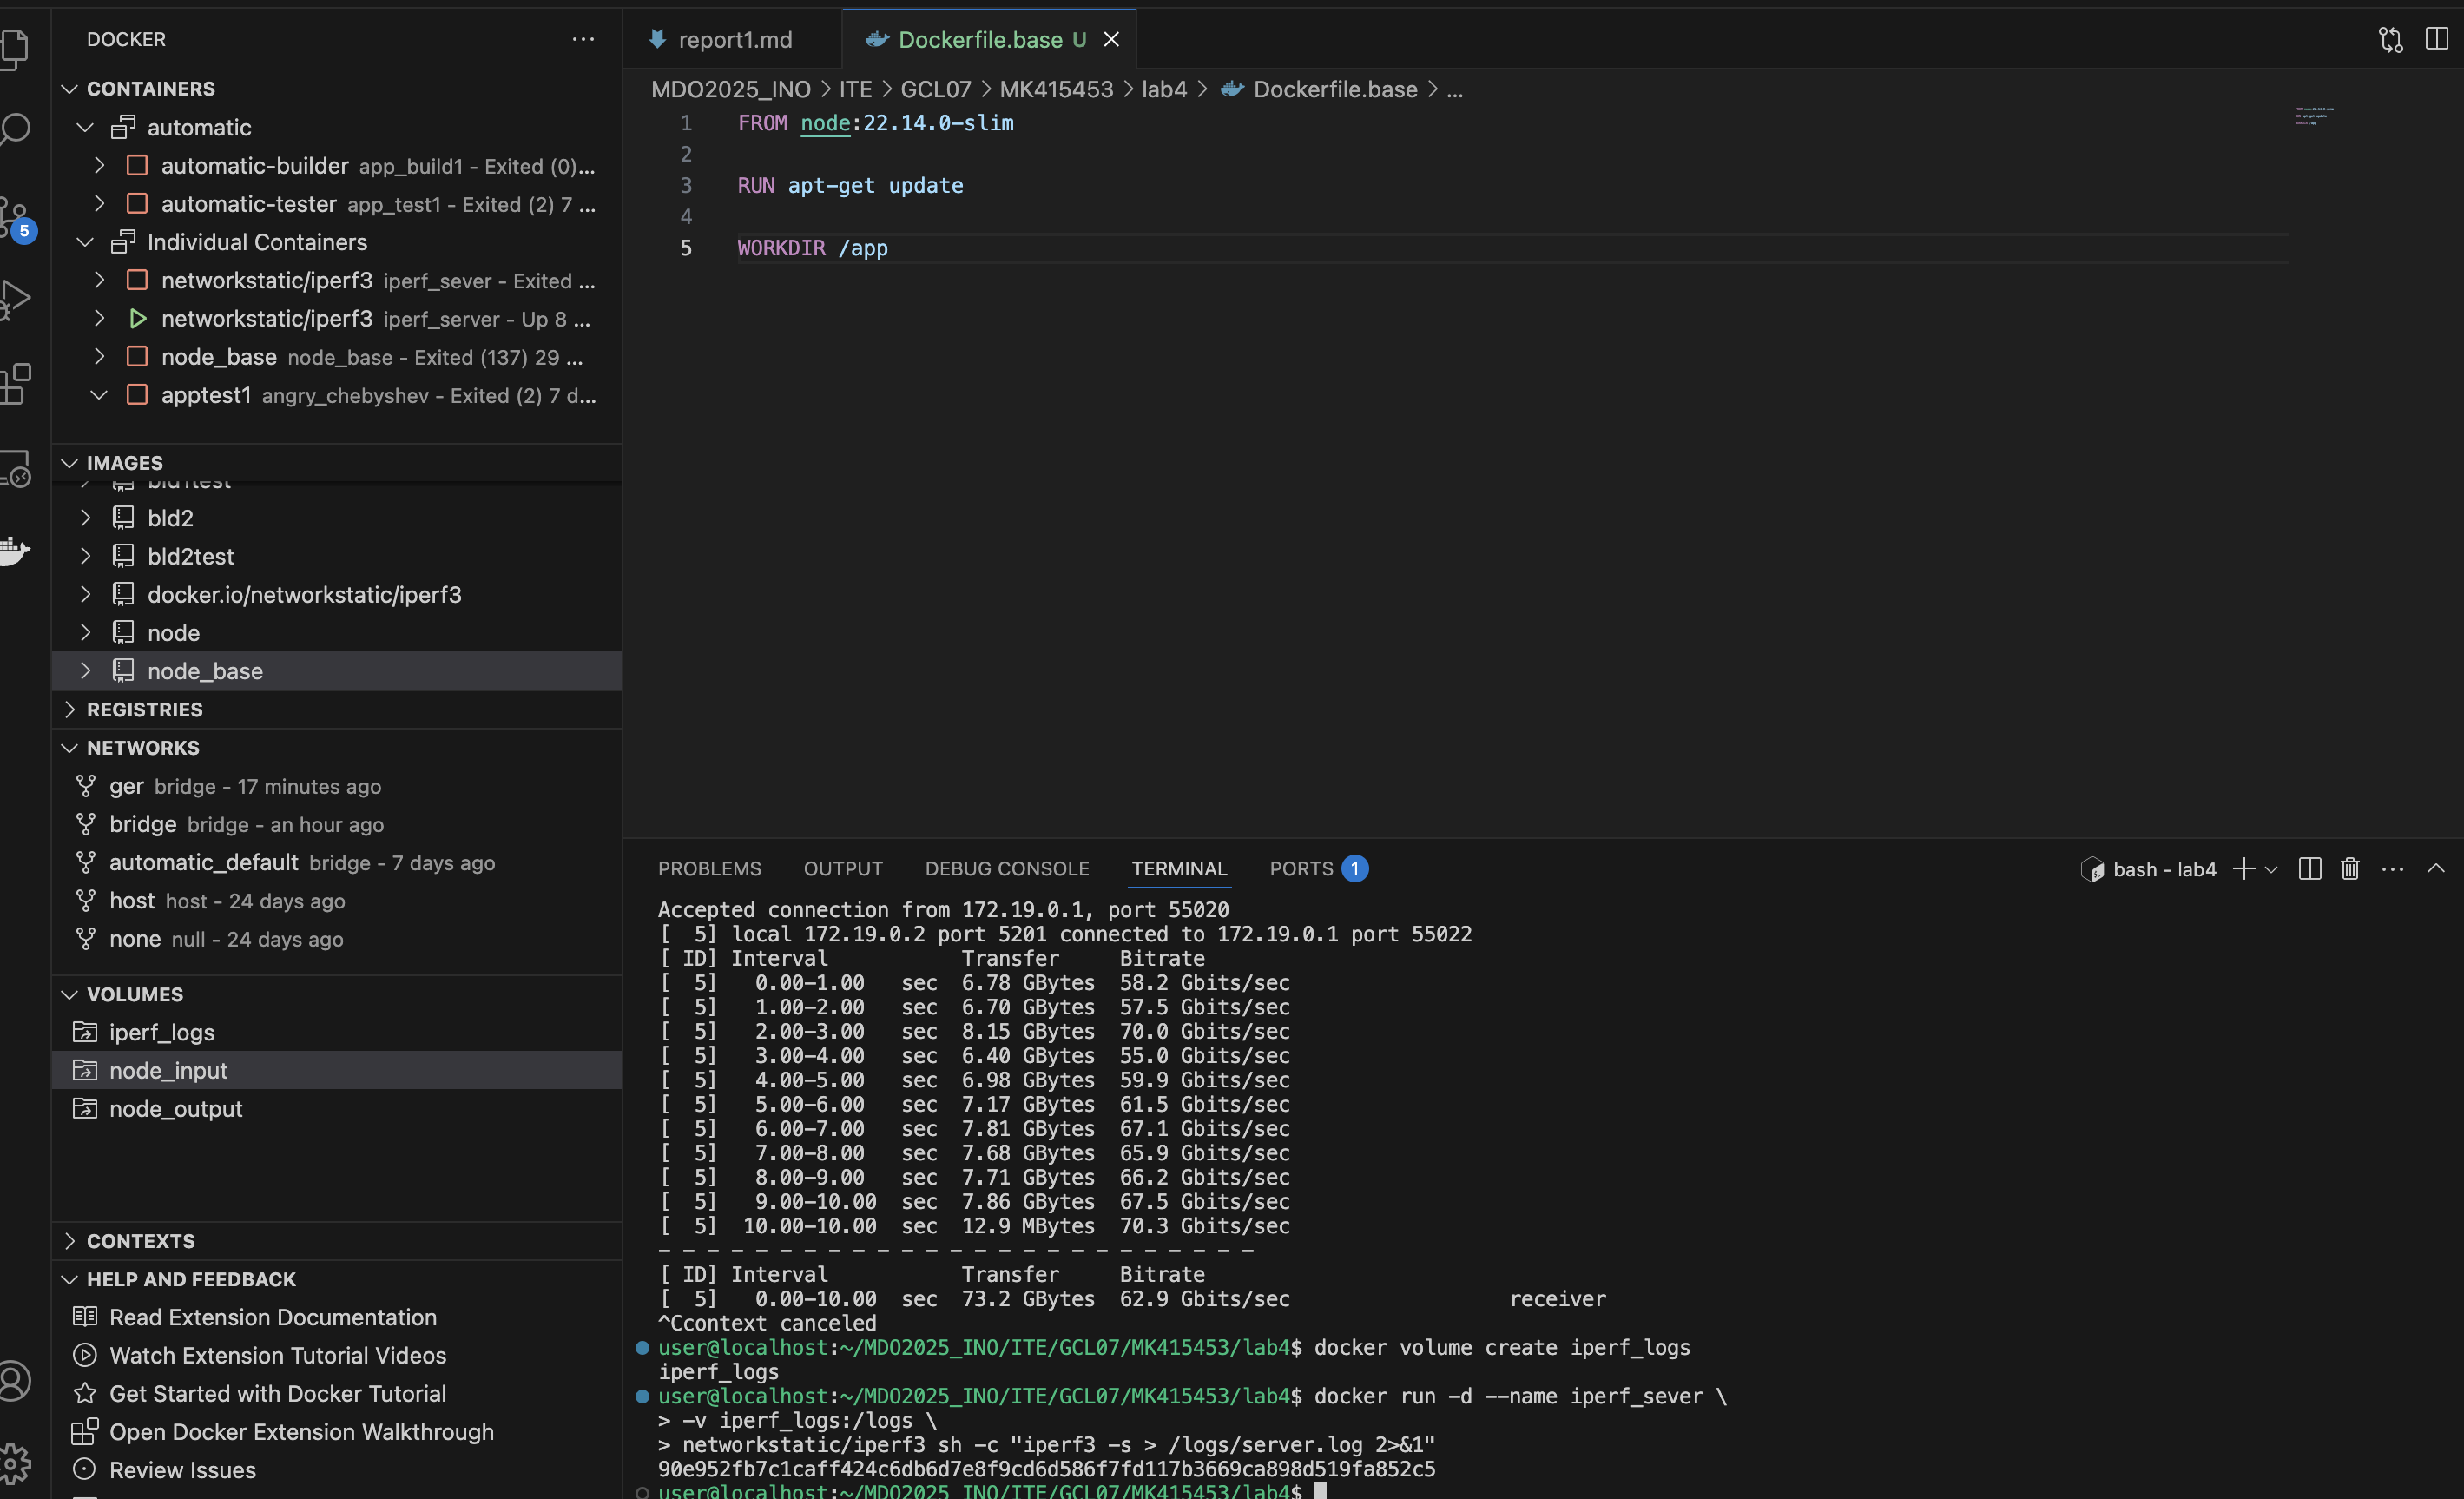 DOCKER
CONTAINERS
automatic
automatic-builder app_build1 - Exited (0)...
automatic-tester app_test1 - Exited (2) 7 ...
Individual Containers
networkstatic/iperf3 iperf_sever - Exited ...
networkstatic/iperf3 iperf_server - Up 8 ...
node_base node_base - Exited (137) 29 ...
apptest1 angry_chebyshev - Exited (2) 7 d...
IMAGES
bld1test
bld2
bld2test
docker.io/networkstatic/iperf3
node
node_base
REGISTRIES
NETWORKS
ger bridge - 17 minutes ago
bridge bridge - an hour ago
automatic_default bridge - 7 days ago
host host - 24 days ago
none null - 24 days ago
VOLUMES
iperf_logs
node_input
node_output
CONTEXTS
HELP AND FEEDBACK
Read Extension Documentation
Watch Extension Tutorial Videos
Get Started with Docker Tutorial
Open Docker Extension Walkthrough
Review Issues
5
report1.md
Dockerfile.base U
MDO2025_INO > ITE > GCL07 > MK415453 > lab4 > Dockerfile.base > ...
1 FROM node:22.14.0-slim
2
3 RUN apt-get update
4
5 WORKDIR /app
PROBLEMS OUTPUT DEBUG CONSOLE TERMINAL PORTS 1
bash - lab4
Accepted connection from 172.19.0.1, port 55020
[  5] local 172.19.0.2 port 5201 connected to 172.19.0.1 port 55022
[ ID] Interval           Transfer     Bitrate
[  5]   0.00-1.00   sec  6.78 GBytes  58.2 Gbits/sec
[  5]   1.00-2.00   sec  6.70 GBytes  57.5 Gbits/sec
[  5]   2.00-3.00   sec  8.15 GBytes  70.0 Gbits/sec
[  5]   3.00-4.00   sec  6.40 GBytes  55.0 Gbits/sec
[  5]   4.00-5.00   sec  6.98 GBytes  59.9 Gbits/sec
[  5]   5.00-6.00   sec  7.17 GBytes  61.5 Gbits/sec
[  5]   6.00-7.00   sec  7.81 GBytes  67.1 Gbits/sec
[  5]   7.00-8.00   sec  7.68 GBytes  65.9 Gbits/sec
[  5]   8.00-9.00   sec  7.71 GBytes  66.2 Gbits/sec
[  5]   9.00-10.00  sec  7.86 GBytes  67.5 Gbits/sec
[  5]  10.00-10.00  sec  12.9 MBytes  70.3 Gbits/sec
- - - - - - - - - - - - - - - - - - - - - - - - -
[ ID] Interval           Transfer     Bitrate
[  5]   0.00-10.00  sec  73.2 GBytes  62.9 Gbits/sec                  receiver
^Ccontext canceled
user@localhost:~/MDO2025_INO/ITE/GCL07/MK415453/lab4$ docker volume create iperf_logs
iperf_logs
user@localhost:~/MDO2025_INO/ITE/GCL07/MK415453/lab4$ docker run -d --name iperf_sever \
> -v iperf_logs:/logs \
> networkstatic/iperf3 sh -c "iperf3 -s > /logs/server.log 2>&1"
90e952fb7c1caff424c6db6d7e8f9cd6d586f7fd117b3669ca898d519fa852c5
user@localhost:~/MDO2025_INO/ITE/GCL07/MK415453/lab4$